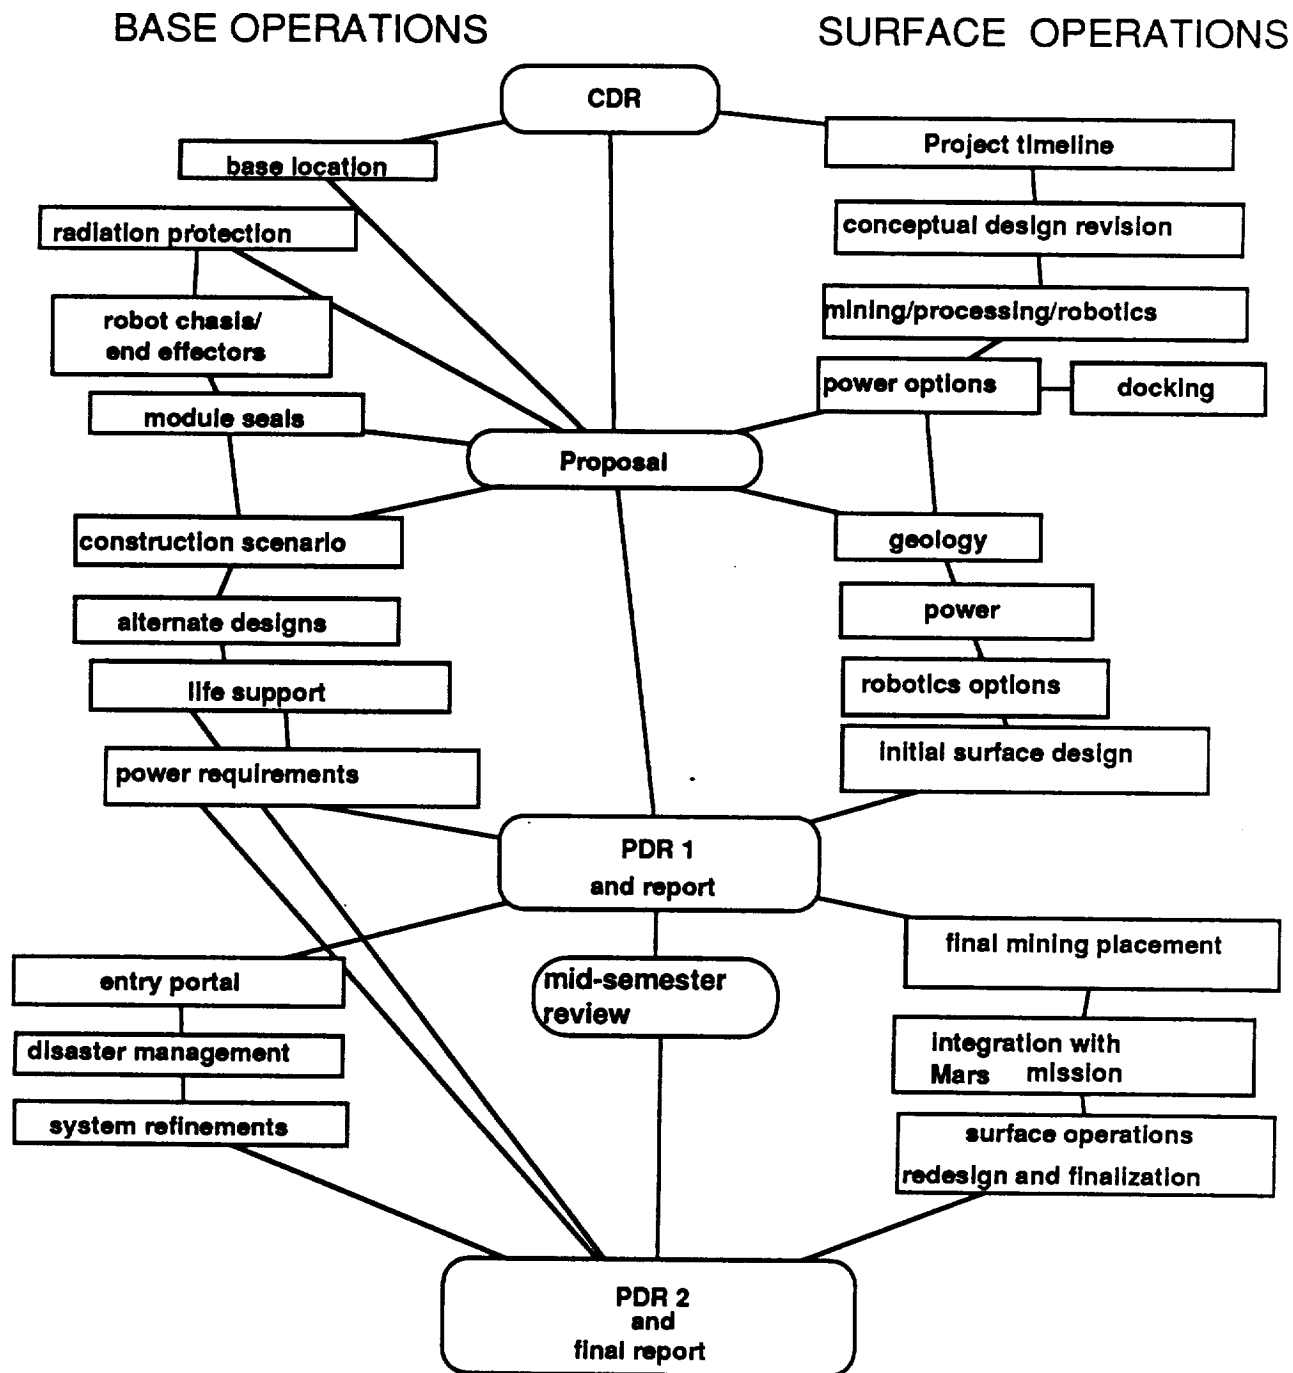 BASE OPERATIONS
SURFACE OPERATIONS
CDR
base location
Project timeline
radiation protection
conceptual design revision
robot chasis/
end effectors
mining/processing/robotics
module seals
power options
docking
Proposal
construction scenario
geology
alternate designs
power
life support
robotics options
power requirements
initial surface design
PDR 1
and report
entry portal
mid-semester
review
final mining placement
disaster management
integration with
Mars mission
system refinements
surface operations
redesign and finalization
PDR 2
and
final report